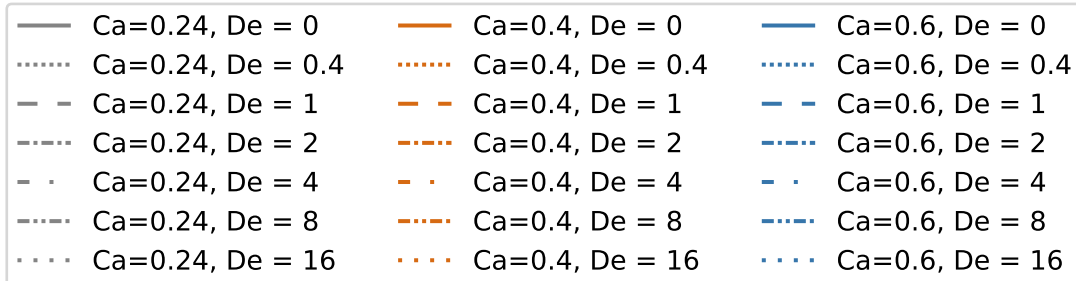 Ca=0.24, De = 0
Ca=0.24, De = 0.4
Ca=0.24, De = 1
Ca=0.24, De = 2
Ca=0.24, De = 4
Ca=0.24, De = 8
Ca=0.24, De = 16
Ca=0.4, De = 0
Ca=0.4, De = 0.4
Ca=0.4, De = 1
Ca=0.4, De = 2
Ca=0.4, De = 4
Ca=0.4, De = 8
Ca=0.4, De = 16
Ca=0.6, De = 0
Ca=0.6, De = 0.4
Ca=0.6, De = 1
Ca=0.6, De = 2
Ca=0.6, De = 4
Ca=0.6, De = 8
Ca=0.6, De = 16